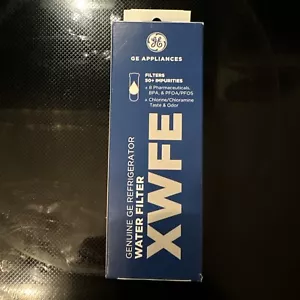 GE APPLIANCES
FILTERS
50+ IMPURITIES
8 Pharmaceuticals,
BPA, & PFOA/PFOS
Chlorine/Chloramine
Taste & Odor
GENUINE GE REFRIGERATOR
WATER FILTER
XWFE